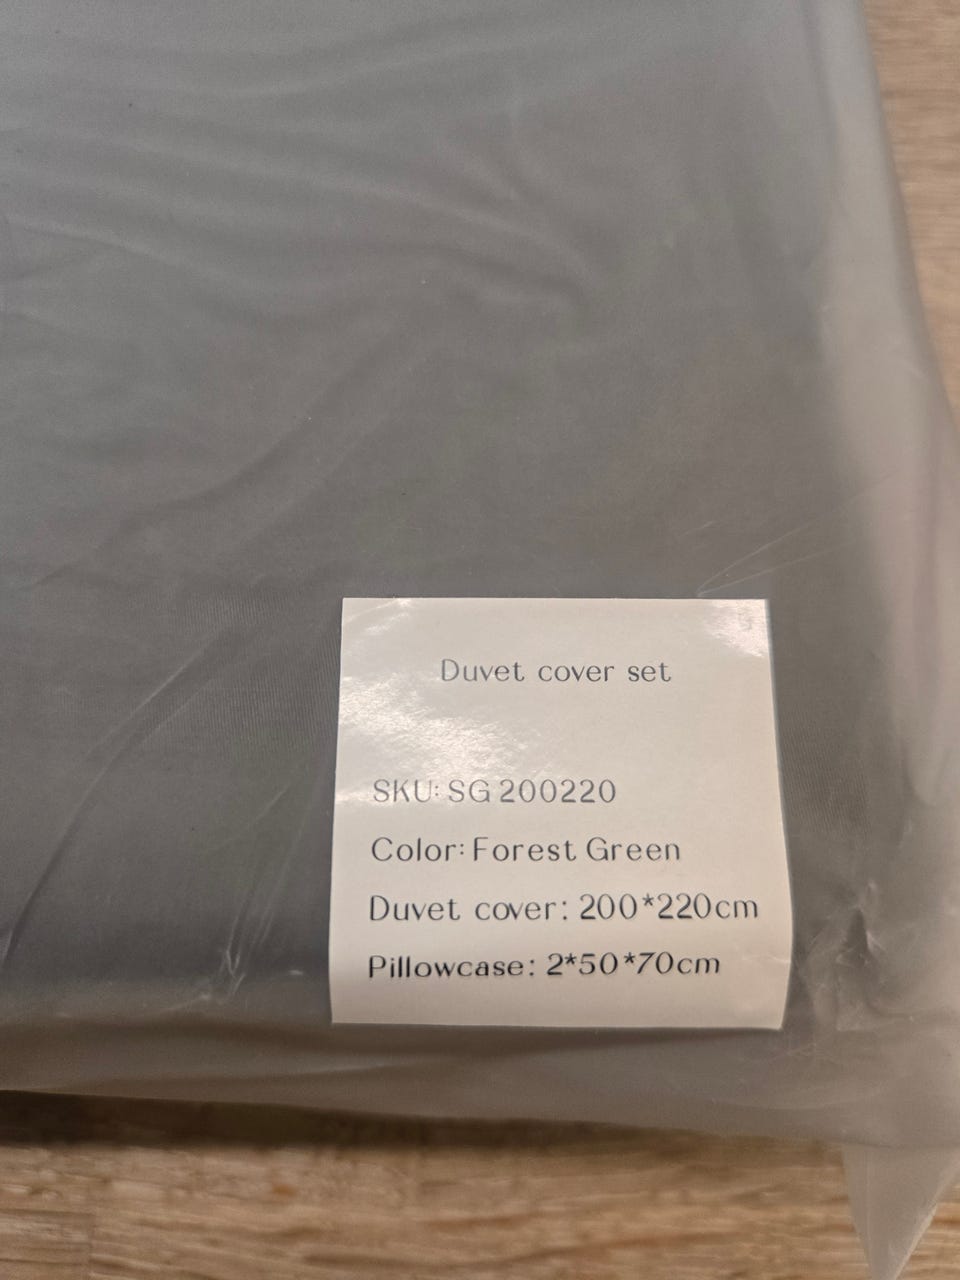 Duvet cover set
SKU: SG 200220
Color: Forest Green
Duvet cover: 200*220cm
Pillowcase: 2*50*70cm